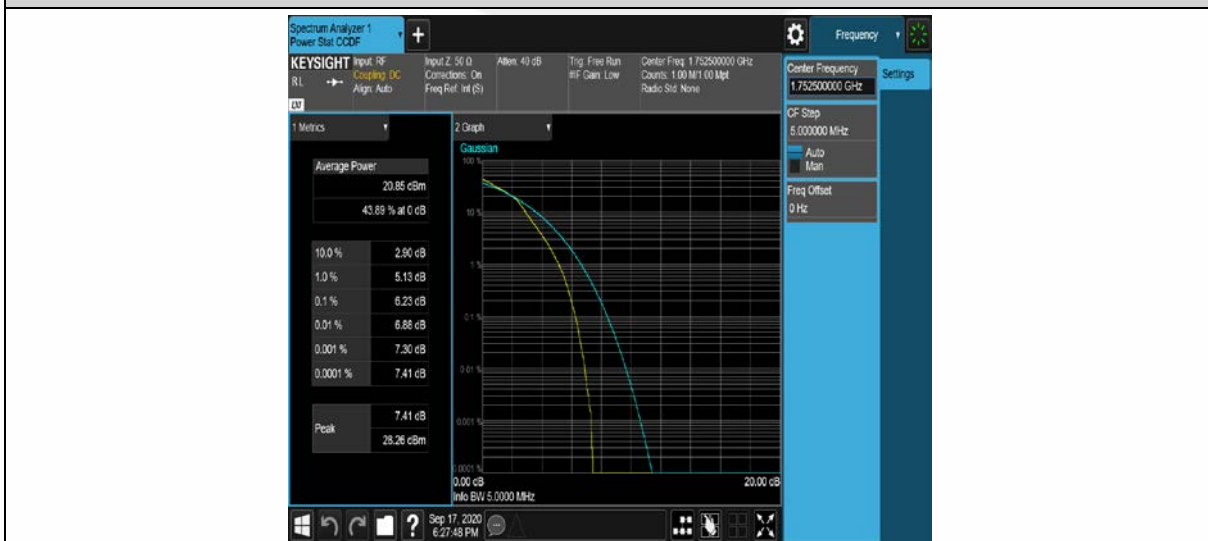 Spectrum Analyzer 1
Power Stat CCDF
+
Frequency
KEYSIGHT
RL
Input: RF
Coupling: DC
Align: Auto
Input Z: 50 Ω
Corrections: On
Freq Ref: Int (S)
Atten: 40 dB
Trig: Free Run
#IF Gain: Low
Center Freq: 1.752500000 GHz
Counts: 1.00 M/1.00 Mpt
Radio Std: None
Center Frequency
1.752500000 GHz
Settings
CF Step
5.000000 MHz
Auto
Man
Freq Offset
0 Hz
1 Metrics
Average Power
20.85 dBm
43.89 % at 0 dB
10.0 % 2.90 dB
1.0 % 5.13 dB
0.1 % 6.23 dB
0.01 % 6.88 dB
0.001 % 7.30 dB
0.0001 % 7.41 dB
Peak
7.41 dB
28.26 dBm
2 Graph
Gaussian
100 %
10 %
1 %
0.1 %
0.01 %
0.001 %
0.0001 %
0.00 dB 20.00 dB
Info BW 5.0000 MHz
?
Sep 17, 2020
6:27:48 PM